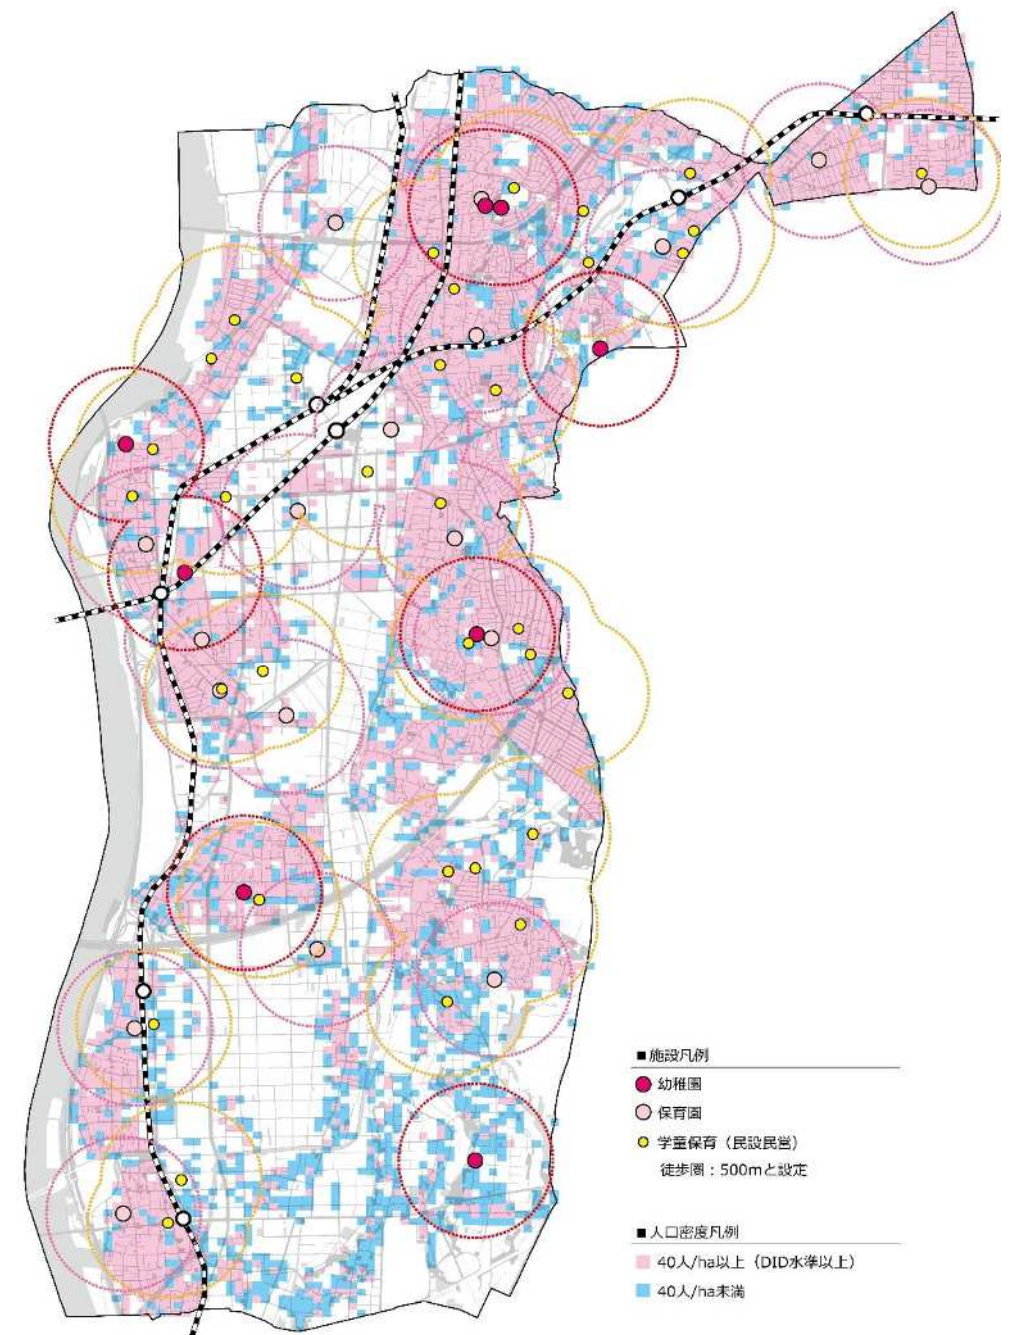 ■施設凡例
幼稚園
保育園
学童保育（民設民営）
徒歩圏：500mと設定
■人口密度凡例
40人/ha以上（DID水準以上）
40人/ha未満